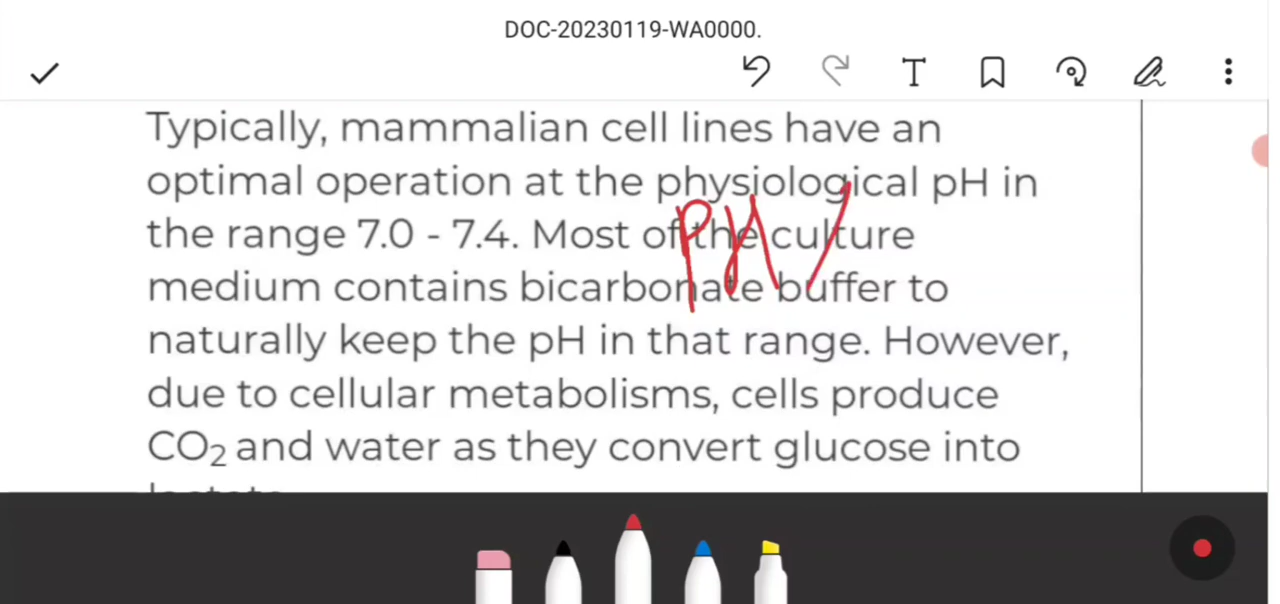 DOC-20230119-WA0000.
T
Typically, mammalian cell lines have an
optimal operation at the physiological pH in
the range 7.0 - 7.4. Most of the culture
PH /
medium contains bicarbonate buffer to
naturally keep the pH in that range. However,
due to cellular metabolisms, cells produce
CO₂ and water as they convert glucose into